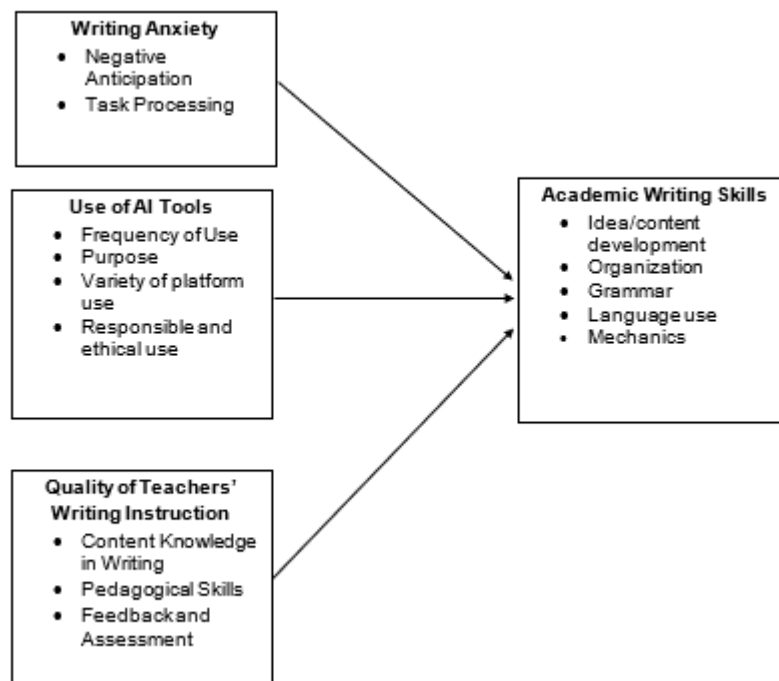 Writing Anxiety
• Negative
Anticipation
• Task Processing
Use of AI Tools
• Frequency of Use
• Purpose
• Variety of platform
use
• Responsible and
ethical use
Quality of Teachers’
Writing Instruction
• Content Knowledge
in Writing
• Pedagogical Skills
• Feedback and
Assessment
Academic Writing Skills
• Idea/content
development
• Organization
• Grammar
• Language use
• Mechanics